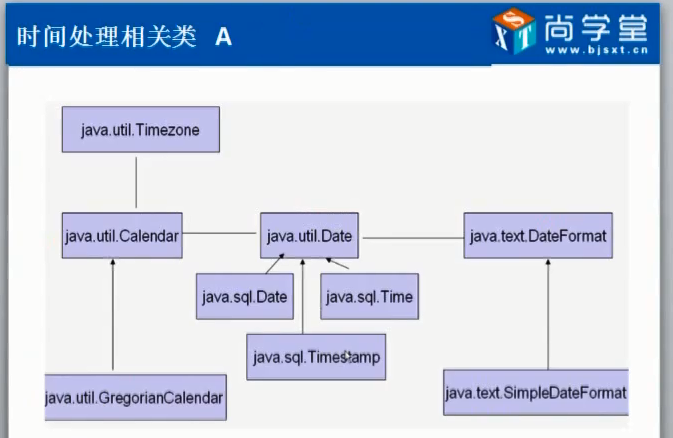 时间处理相关类 A
SXT
尚学堂
www.bjsxt.cn
java.util.Timezone
java.util.Calendar
java.util.Date
java.text.DateFormat
java.sql.Date
java.sql.Time
java.sql.Timestamp
java.util.GregorianCalendar
java.text.SimpleDateFormat